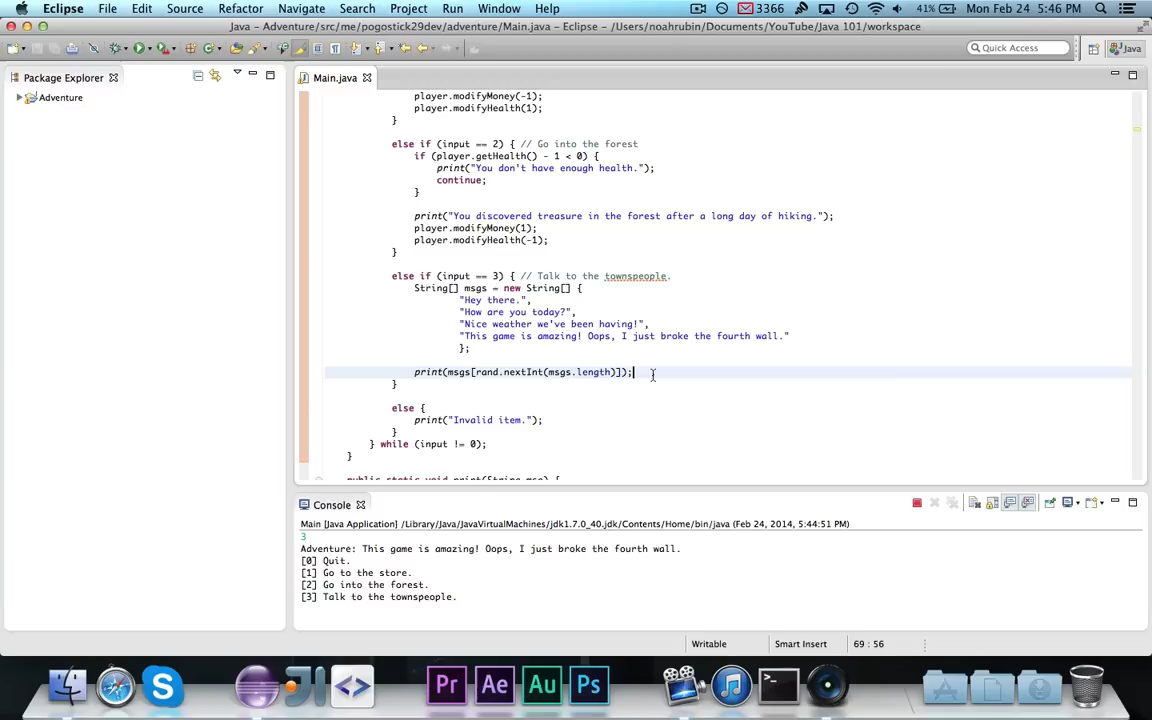 Eclipse File Edit Source Refactor Navigate Search Project Run Window Help 3366 41% Mon Feb 24 5:46 PM
Java – Adventure/src/me/pogostick29dev/adventure/Main.java – Eclipse – /Users/noahrubin/Documents/YouTube/Java 101/workspace
Quick Access
Java
Package Explorer
Adventure
Main.java
player.modifyMoney(-1);
player.modifyHealth(1);
}
else if (input == 2) { // Go into the forest
if (player.getHealth() - 1 < 0) {
print("You don't have enough health.");
continue;
}
print("You discovered treasure in the forest after a long day of hiking.");
player.modifyMoney(1);
player.modifyHealth(-1);
}
else if (input == 3) { // Talk to the townspeople.
String[] msgs = new String[] {
"Hey there.",
"How are you today?",
"Nice weather we've been having!",
"This game is amazing! Oops, I just broke the fourth wall."
};
print(msgs[rand.nextInt(msgs.length)]);
}
else {
print("Invalid item.");
}
} while (input != 0);
}
public static void print(String msg) {
Console
Main [Java Application] /Library/Java/JavaVirtualMachines/jdk1.7.0_40.jdk/Contents/Home/bin/java (Feb 24, 2014, 5:44:51 PM)
3
Adventure: This game is amazing! Oops, I just broke the fourth wall.
[0] Quit.
[1] Go to the store.
[2] Go into the forest.
[3] Talk to the townspeople.
Writable Smart Insert 69 : 56
Pr Ae Au Ps